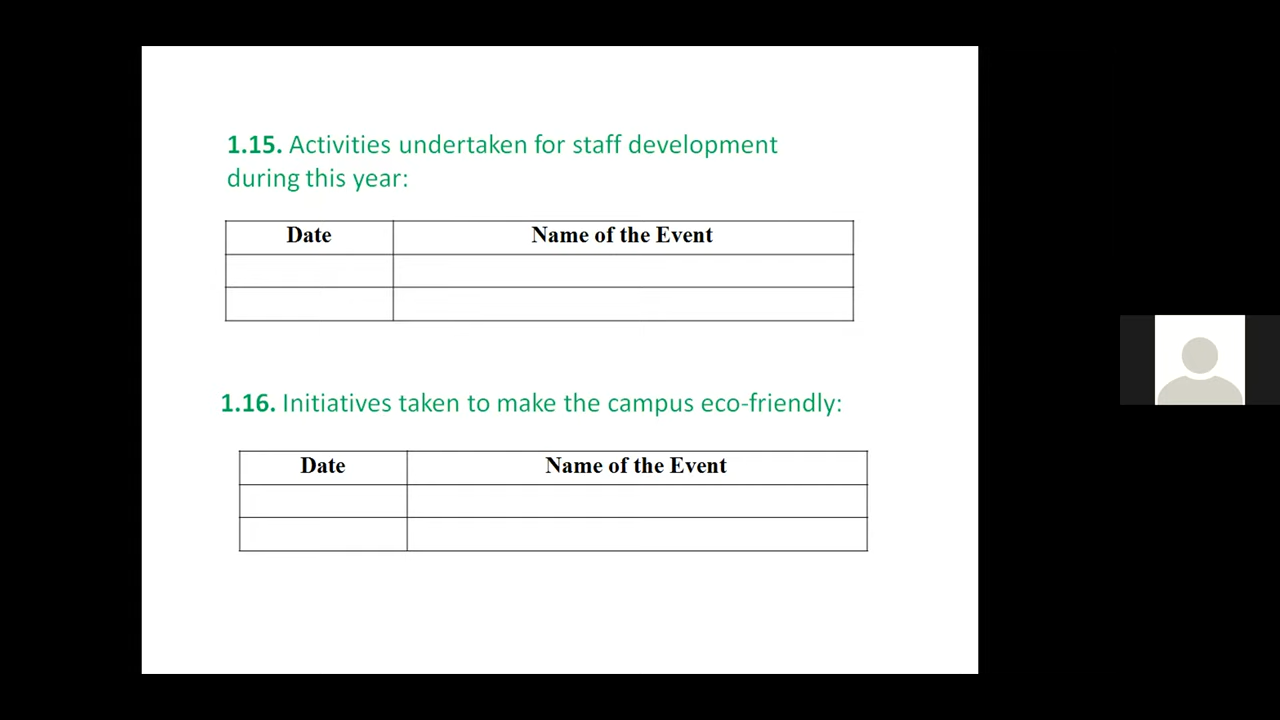 1.15. Activities undertaken for staff development
during this year:
Date Name of the Event
1.16. Initiatives taken to make the campus eco-friendly:
Date Name of the Event